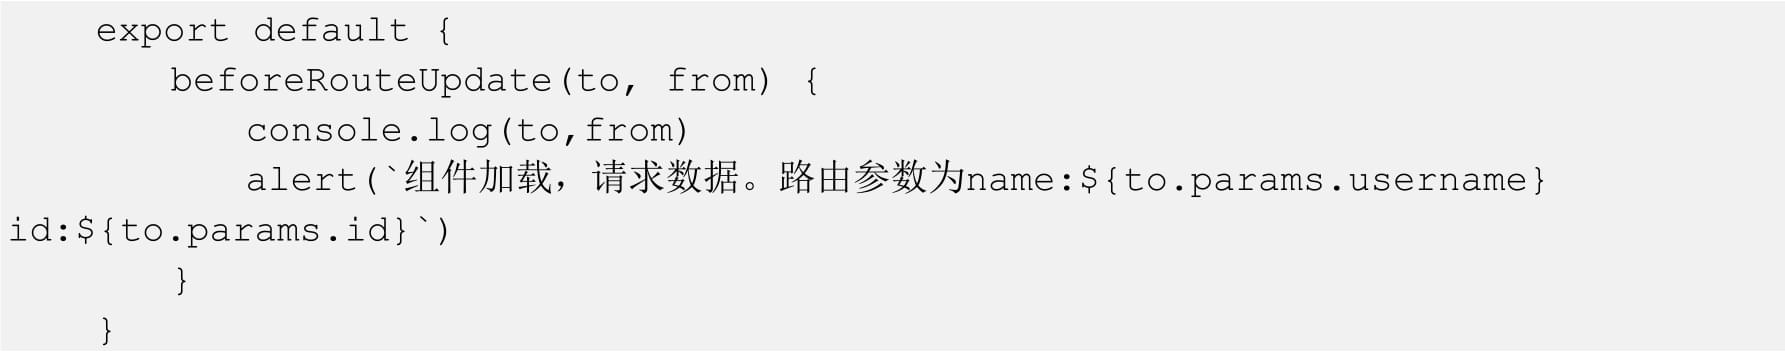 export default {
beforeRouteUpdate(to, from) {
console.log(to,from)
alert(`组件加载，请求数据。路由参数为name:${to.params.username}
id:${to.params.id}`)
}
}